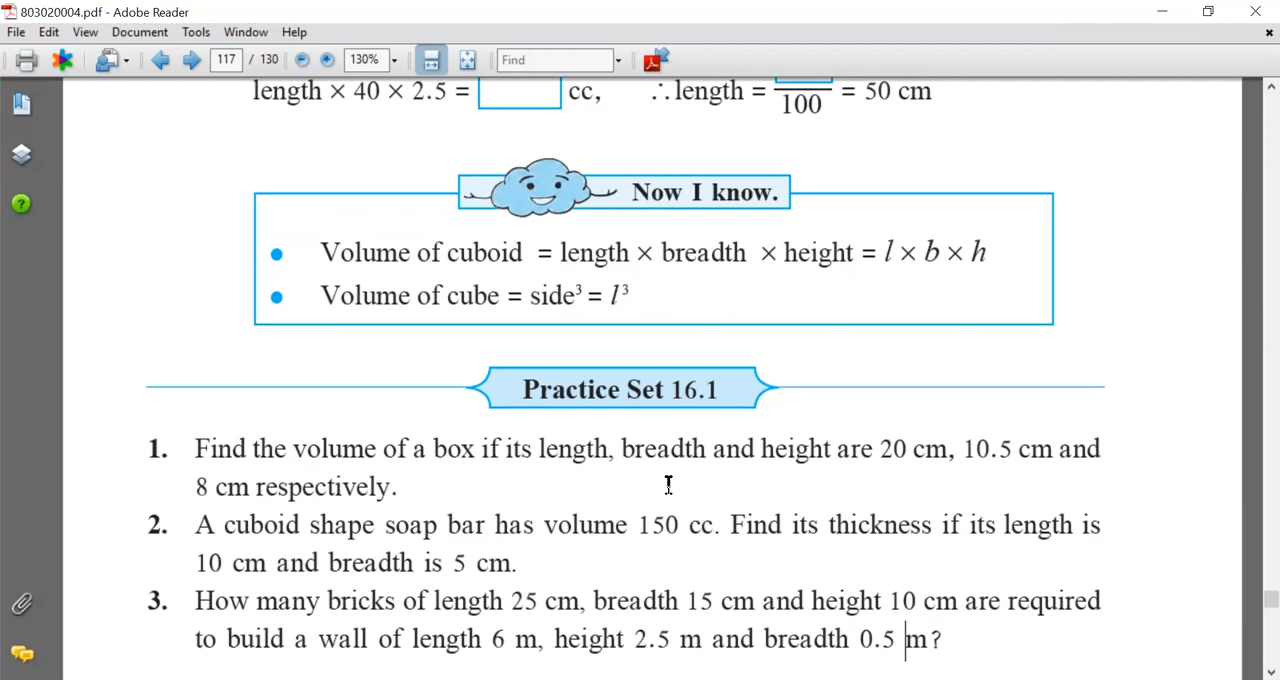 803020004.pdf - Adobe Reader
File Edit View Document Tools Window Help
117 / 130 130% Find
length × 40 × 2.5 = cc, ∴ length = /100 = 50 cm
Now I know.
• Volume of cuboid = length × breadth × height = l × b × h
• Volume of cube = side³ = l³
Practice Set 16.1
1. Find the volume of a box if its length, breadth and height are 20 cm, 10.5 cm and
8 cm respectively.
2. A cuboid shape soap bar has volume 150 cc. Find its thickness if its length is
10 cm and breadth is 5 cm.
3. How many bricks of length 25 cm, breadth 15 cm and height 10 cm are required
to build a wall of length 6 m, height 2.5 m and breadth 0.5 m?